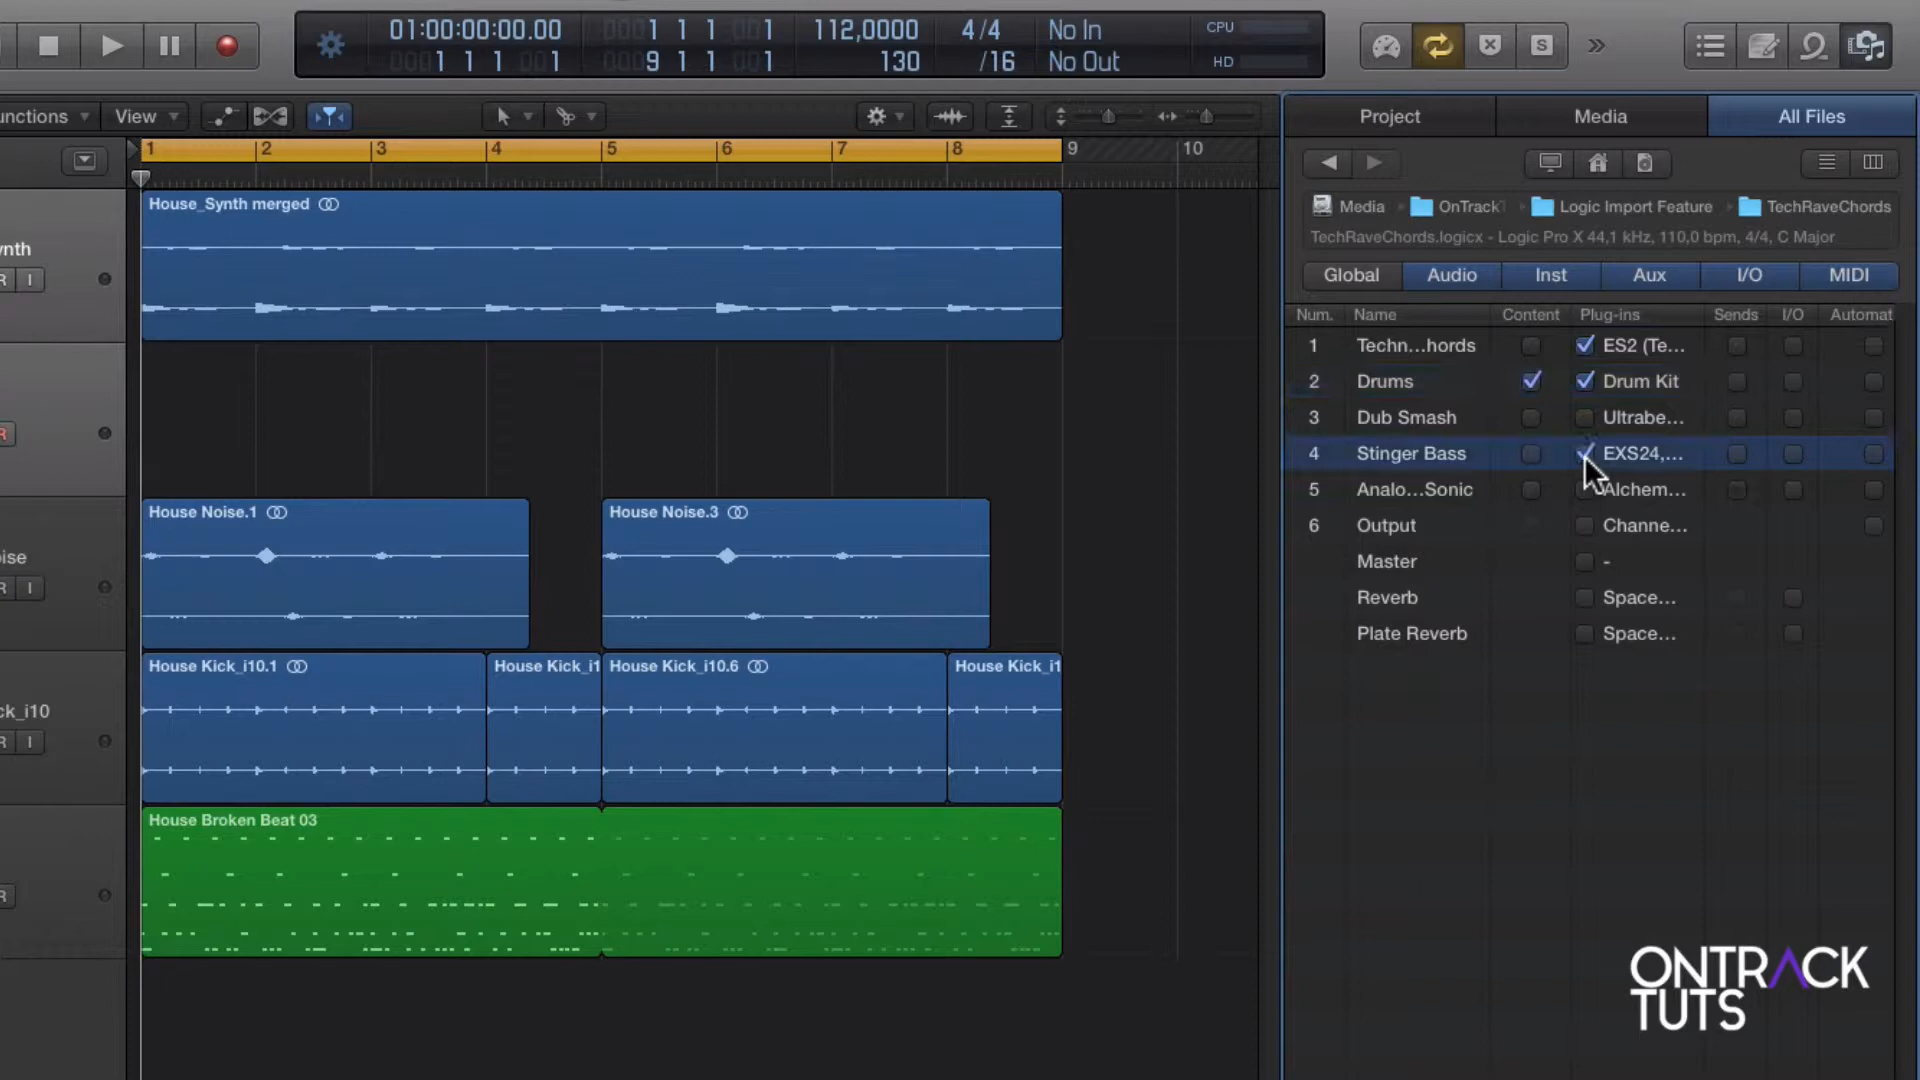 01:00:00:00.00
1 1 1 1
1 1 1 1
9 1 1 1
112,0000
130
4/4
/16
No In
No Out
CPU
HD
S
unctions
View
1 2 3 4 5 6 7 8 9 10
House_Synth merged
ynth
R I
R
House Noise.1
House Noise.3
oise
R I
House Kick_i10.1
House Kick_i1
House Kick_i10.6
House Kick_i1
ck_i10
R I
House Broken Beat 03
R
Project Media All Files
Media OnTrackT Logic Import Feature TechRaveChords
TechRaveChords.logicx - Logic Pro X 44,1 kHz, 110,0 bpm, 4/4, C Major
Global Audio Inst Aux I/O MIDI
Num. Name Content Plug-ins Sends I/O Automat
1 Techn...hords ES2 (Te...
2 Drums Drum Kit
3 Dub Smash Ultrabe...
4 Stinger Bass EXS24,...
5 Analo...Sonic Alchem...
6 Output Channe...
Master -
Reverb Space...
Plate Reverb Space...
ONTRACK
TUTS